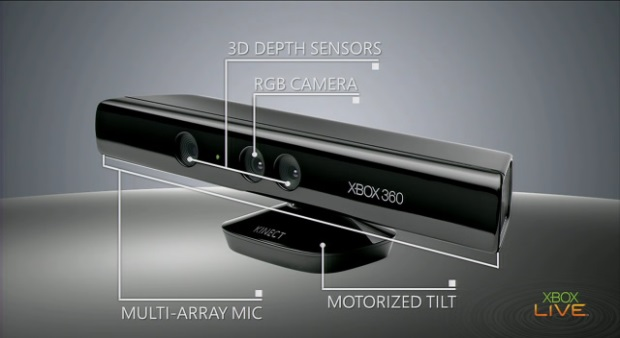 3D DEPTH SENSORS
RGB CAMERA
XBOX 360
KINECT
MULTI-ARRAY MIC
MOTORIZED TILT
XBOX
LIVE